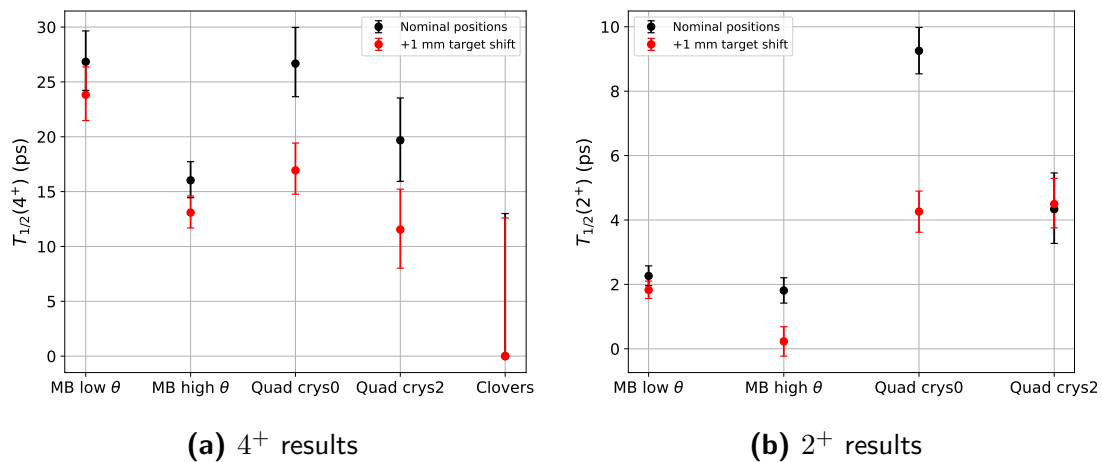 30
25
20
15
10
5
0
T1/2(4+) (ps)
Nominal positions
+1 mm target shift
MB low θ
MB high θ
Quad crys0
Quad crys2
Clovers
(a) 4+ results
10
8
6
4
2
0
T1/2(2+) (ps)
Nominal positions
+1 mm target shift
MB low θ
MB high θ
Quad crys0
Quad crys2
(b) 2+ results